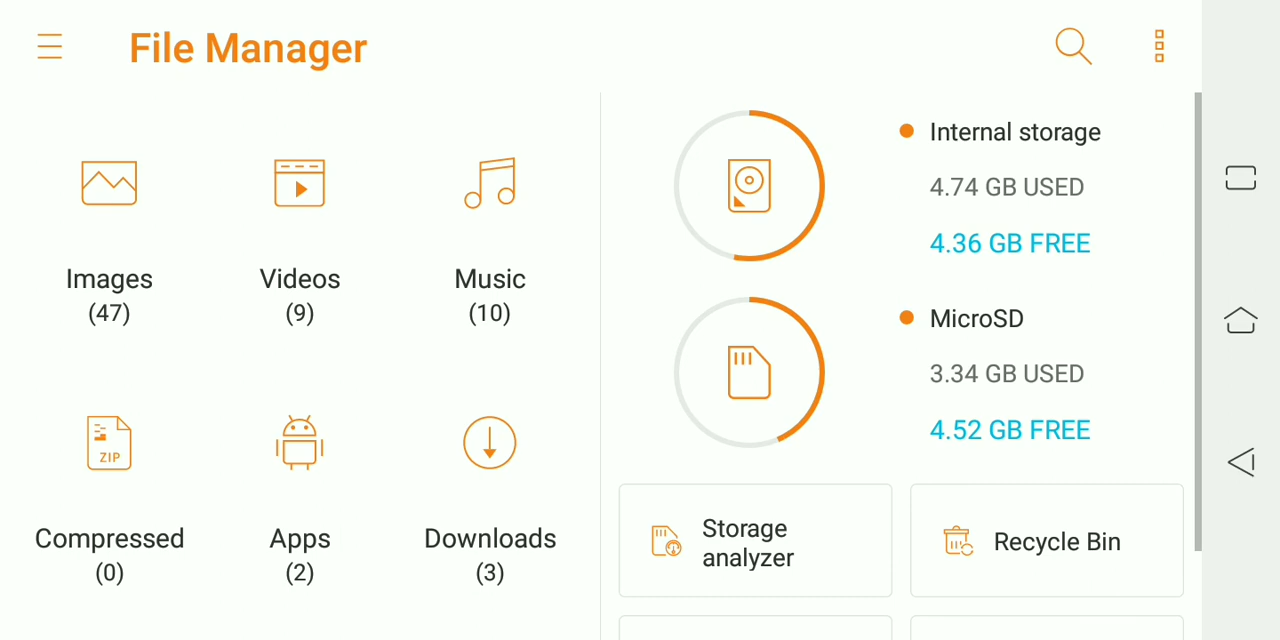 File Manager
Images
(47)
Videos
(9)
Music
(10)
ZIP
Compressed
(0)
Apps
(2)
Downloads
(3)
Internal storage
4.74 GB USED
4.36 GB FREE
MicroSD
3.34 GB USED
4.52 GB FREE
Storage
analyzer
Recycle Bin